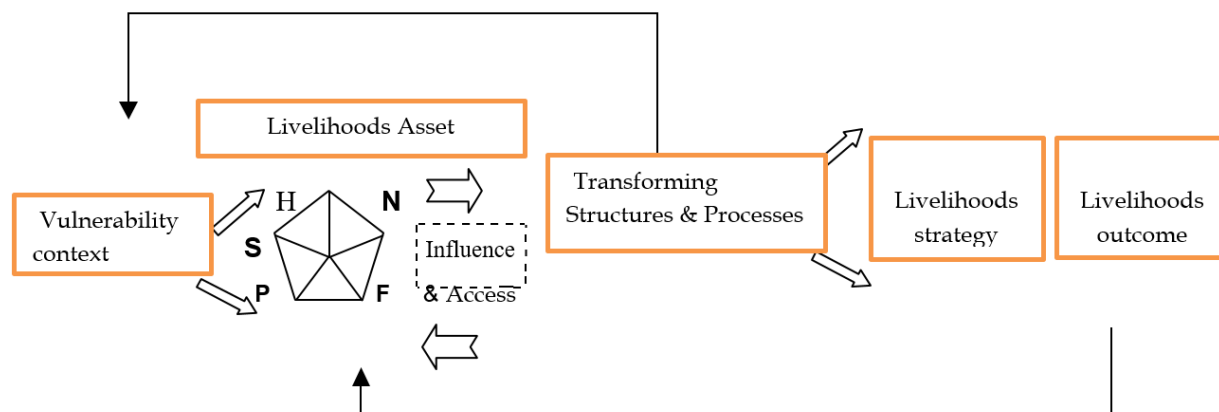 Livelihoods Asset
Vulnerability
context
H
N
S
P
F
Influence
& Access
Transforming
Structures & Processes
Livelihoods
strategy
Livelihoods
outcome